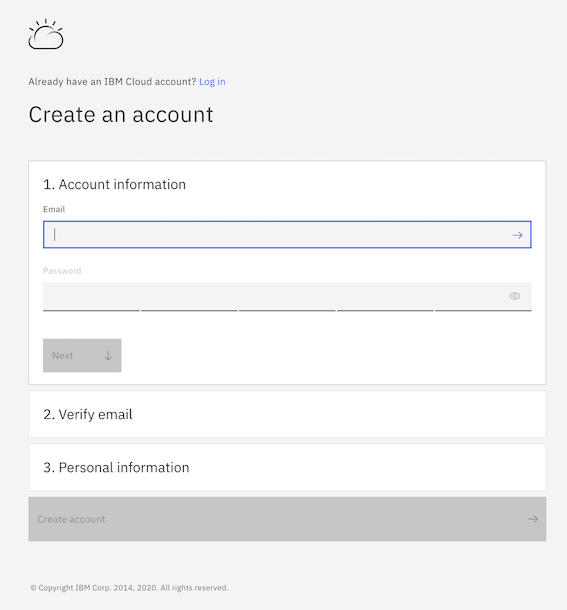 Already have an IBM Cloud account? Log in
Create an account
1. Account information
Email
Password
Next
2. Verify email
3. Personal information
Create account
© Copyright IBM Corp. 2014, 2020. All rights reserved.